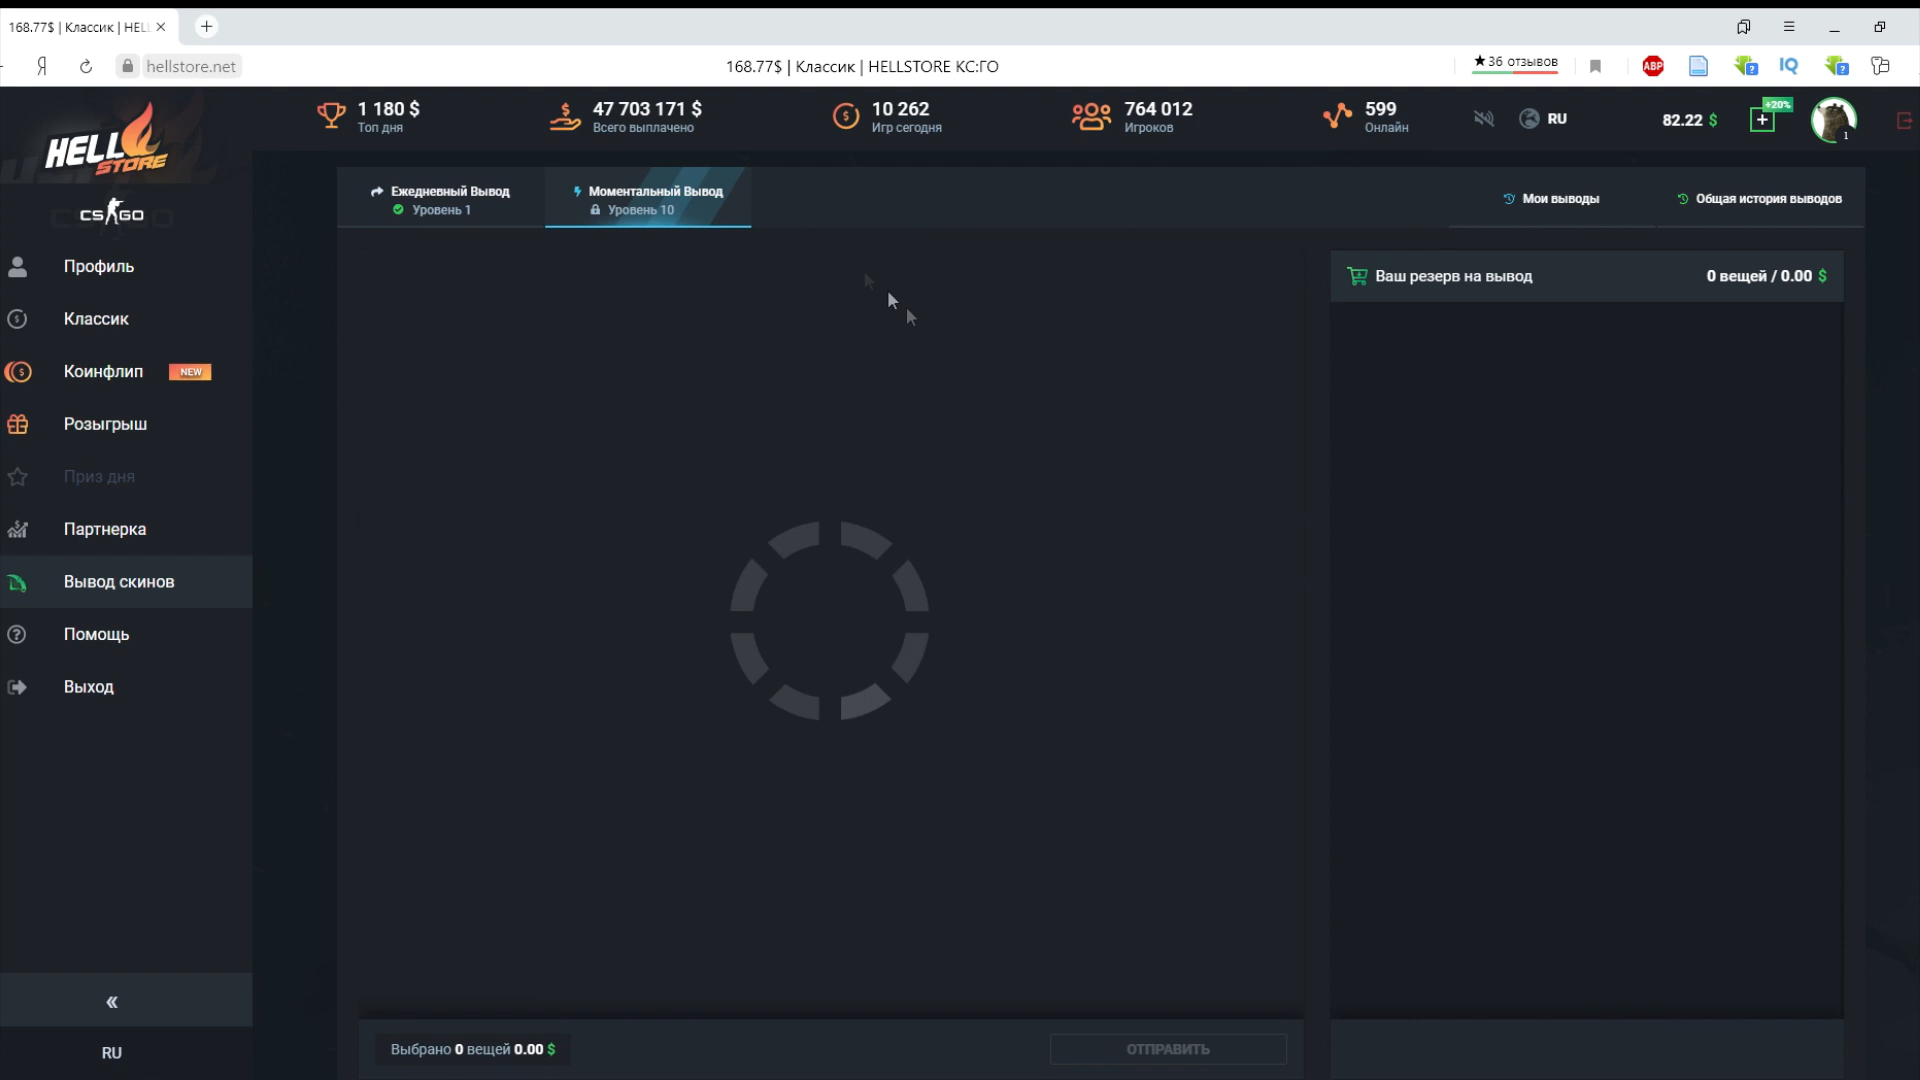 168.77$ | Классик | HEL
Я
hellstore.net
168.77$ | Классик | HELLSTORE КС:ГО
★36 отзывов
ABP
IQ
HELL
STORE
1 180 $
Топ дня
47 703 171 $
Всего выплачено
10 262
Игр сегодня
764 012
Игроков
599
Онлайн
RU
82.22 $
+20%
1
CS GO
Ежедневный Вывод
Уровень 1
Моментальный Вывод
Уровень 10
Мои выводы
Общая история выводов
Профиль
Классик
Коинфлип
NEW
Розыгрыш
Приз дня
Партнерка
Вывод скинов
Помощь
Выход
«
RU
Ваш резерв на вывод
0 вещей / 0.00 $
Выбрано 0 вещей 0.00 $
ОТПРАВИТЬ